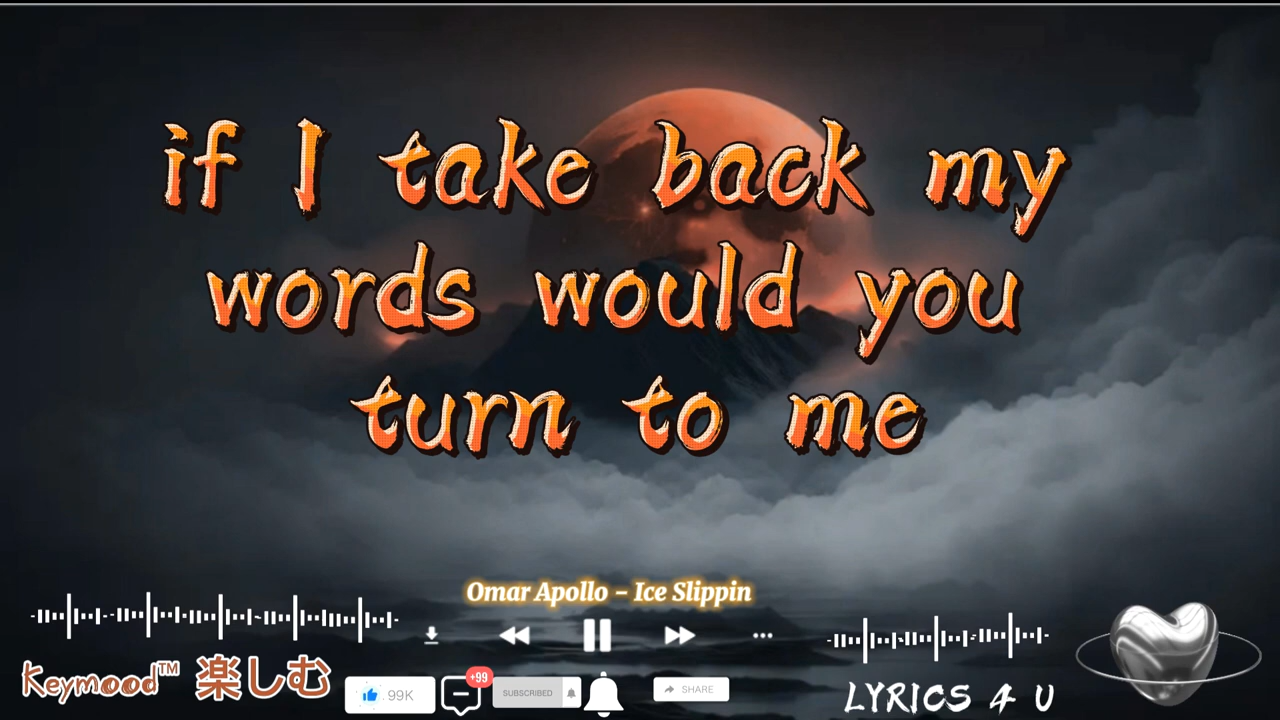 if I take back my
words would you
turn to me
Omar Apollo - Ice Slippin
Keymood™ 楽しむ
99K
+99
SUBSCRIBED
SHARE
LYRICS 4 U